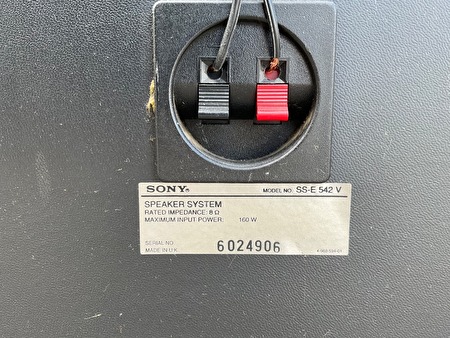 SONY® MODEL NO. SS-E 542 V
SPEAKER SYSTEM
RATED IMPEDANCE: 8 Ω
MAXIMUM INPUT POWER: 160 W
SERIAL NO. 6024906
MADE IN U.K.